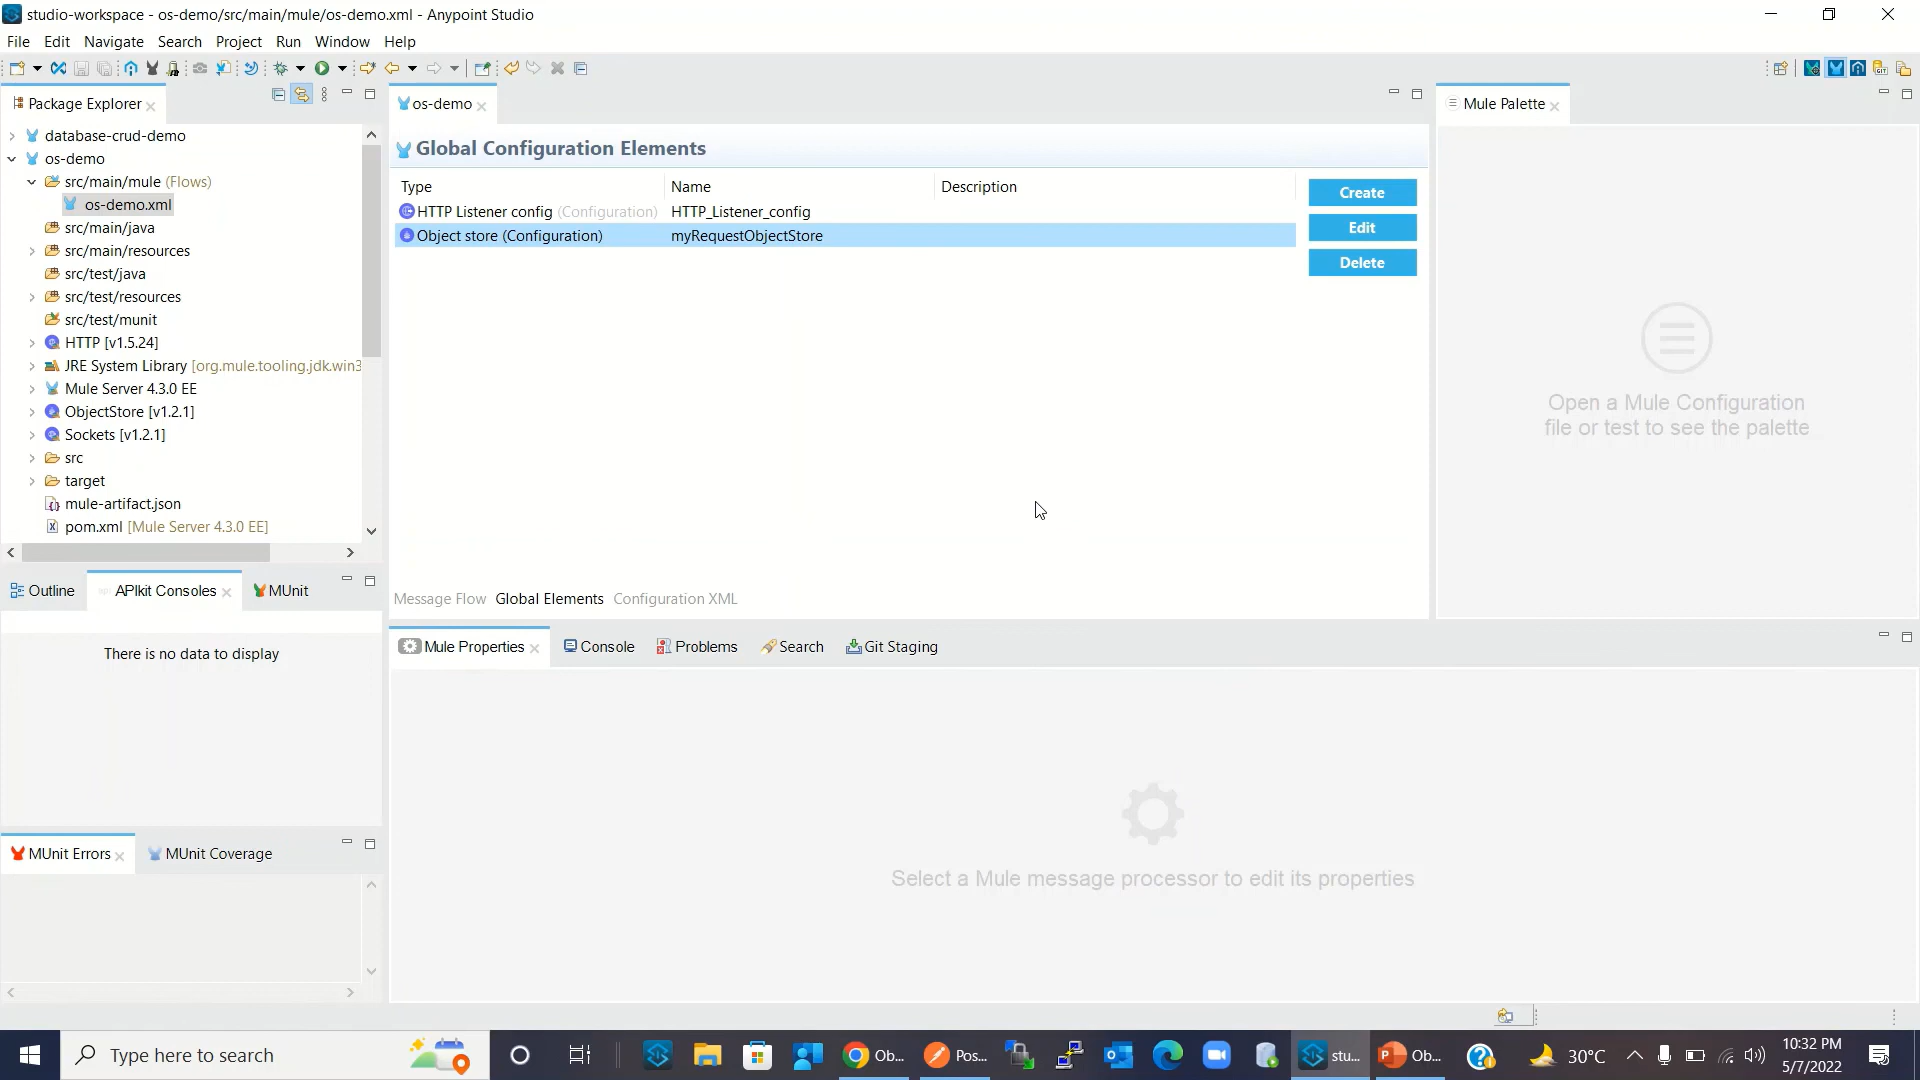 studio-workspace - os-demo/src/main/mule/os-demo.xml - Anypoint Studio
File Edit Navigate Search Project Run Window Help
Package Explorer
database-crud-demo
os-demo
src/main/mule (Flows)
os-demo.xml
src/main/java
src/main/resources
src/test/java
src/test/resources
src/test/munit
HTTP [v1.5.24]
JRE System Library [org.mule.tooling.jdk.win3
Mule Server 4.3.0 EE
ObjectStore [v1.2.1]
Sockets [v1.2.1]
src
target
mule-artifact.json
pom.xml [Mule Server 4.3.0 EE]
os-demo
Global Configuration Elements
Type Name Description
HTTP Listener config (Configuration) HTTP_Listener_config
Object store (Configuration) myRequestObjectStore
Create
Edit
Delete
Message Flow Global Elements Configuration XML
Mule Palette
Open a Mule Configuration
file or test to see the palette
Outline APIkit Consoles MUnit
There is no data to display
MUnit Errors MUnit Coverage
Mule Properties Console Problems Search Git Staging
Select a Mule message processor to edit its properties
Type here to search
Ob...
Pos...
stu...
Ob...
30°C
10:32 PM
5/7/2022